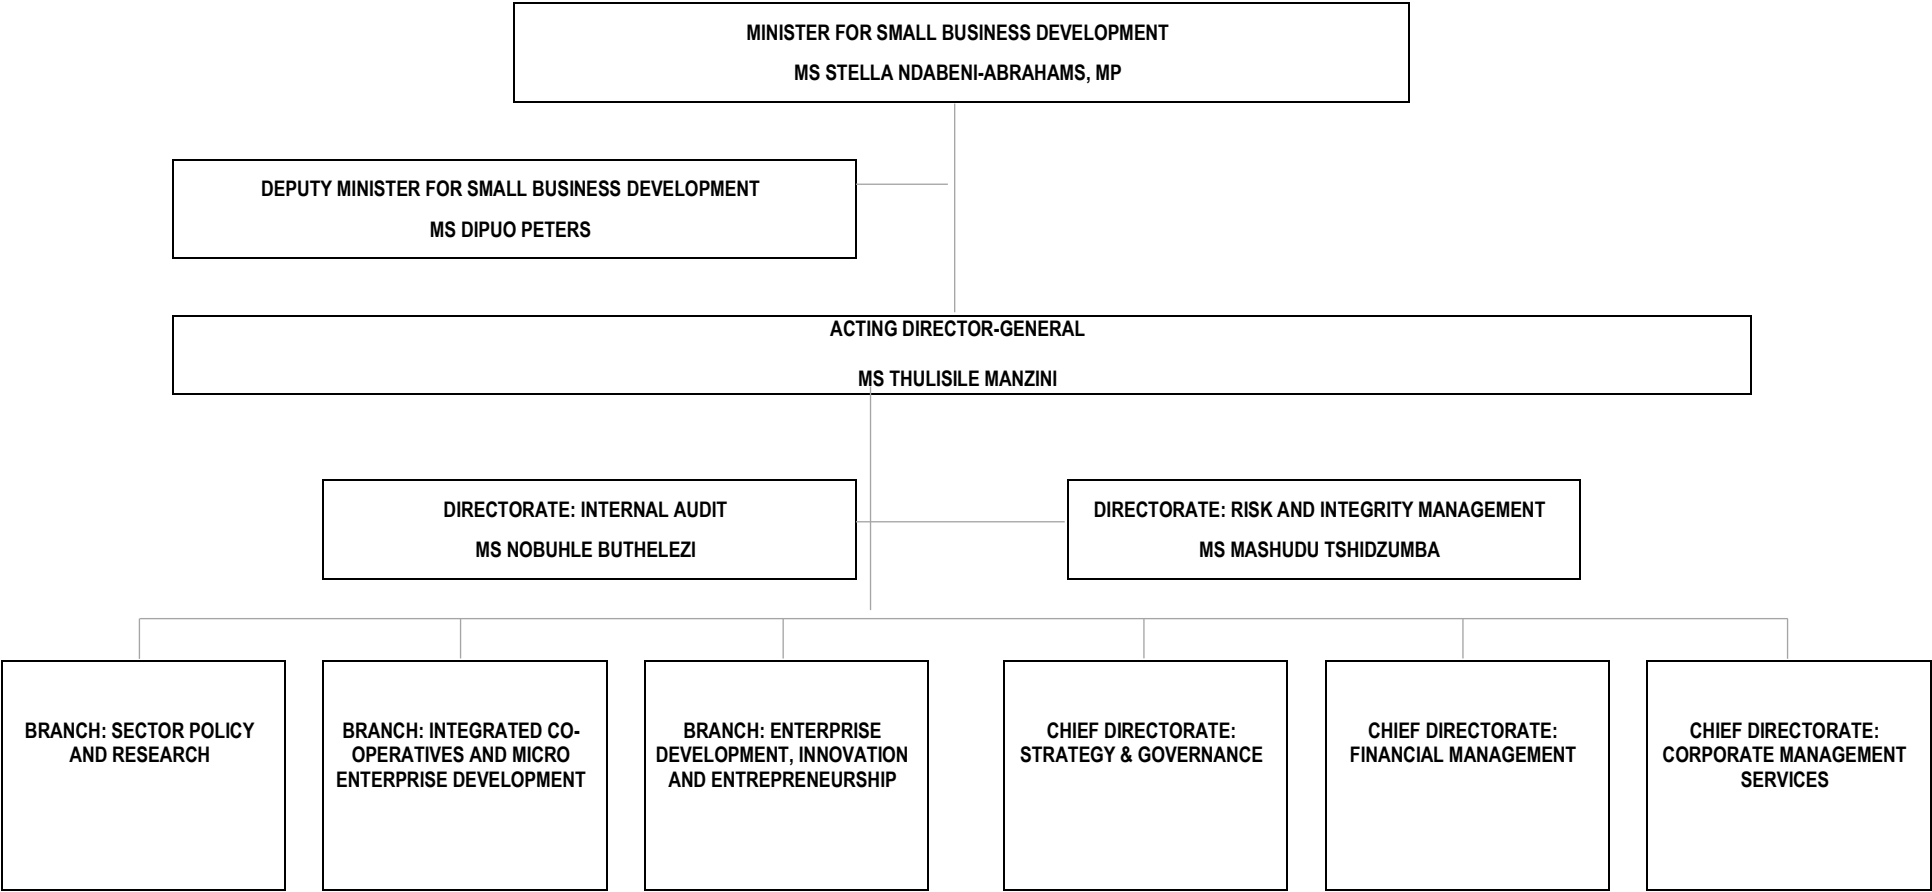 MINISTER FOR SMALL BUSINESS DEVELOPMENT
MS STELLA NDABENI-ABRAHAMS, MP
DEPUTY MINISTER FOR SMALL BUSINESS DEVELOPMENT
MS DIPUO PETERS
ACTING DIRECTOR-GENERAL
MS THULISILE MANZINI
DIRECTORATE: INTERNAL AUDIT
MS NOBUHLE BUTHELEZI
DIRECTORATE: RISK AND INTEGRITY MANAGEMENT
MS MASHUDU TSHIDZUMBA
BRANCH: SECTOR POLICY
AND RESEARCH
BRANCH: INTEGRATED CO-
OPERATIVES AND MICRO
ENTERPRISE DEVELOPMENT
BRANCH: ENTERPRISE
DEVELOPMENT, INNOVATION
AND ENTREPRENEURSHIP
CHIEF DIRECTORATE:
STRATEGY & GOVERNANCE
CHIEF DIRECTORATE:
FINANCIAL MANAGEMENT
CHIEF DIRECTORATE:
CORPORATE MANAGEMENT
SERVICES